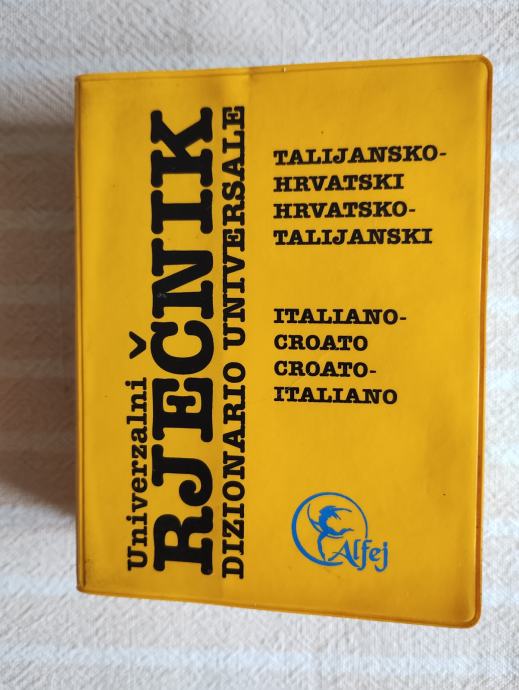 Univerzalni
RJEČNIK
DIZIONARIO UNIVERSALE
TALIJANSKO-
HRVATSKI
HRVATSKO-
TALIJANSKI
ITALIANO-
CROATO
CROATO-
ITALIANO
Alfej